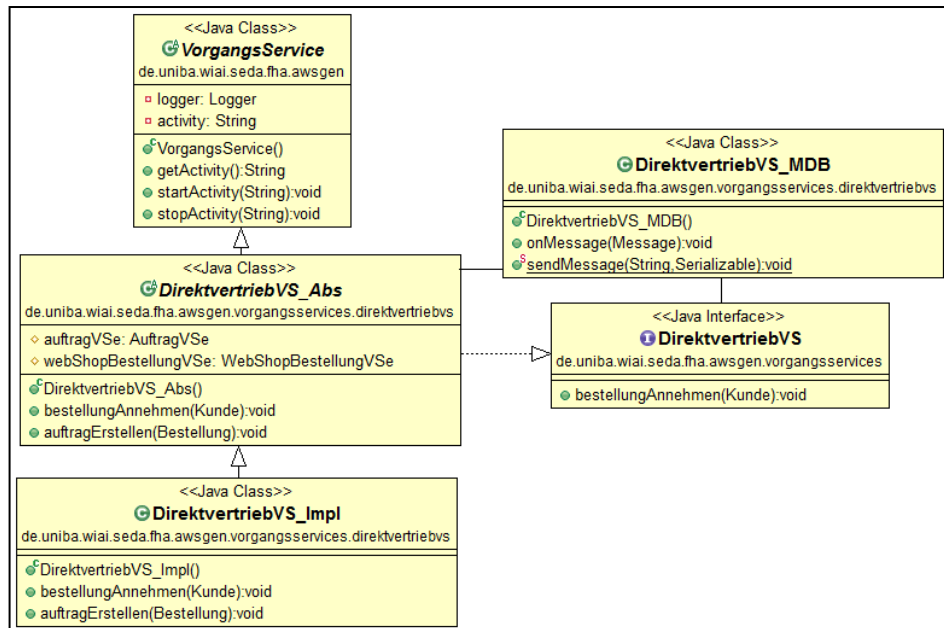 <<Java Class>>
VorgangsService
de.uniba.wiai.seda.fha.awsgen
logger: Logger
activity: String
VorgangsService()
getActivity():String
startActivity(String):void
stopActivity(String):void
<<Java Class>>
DirektvertriebVS_MDB
de.uniba.wiai.seda.fha.awsgen.vorgangsservices.direktvertriebvs
DirektvertriebVS_MDB()
onMessage(Message):void
sendMessage(String,Serializable):void
<<Java Class>>
DirektvertriebVS_Abs
de.uniba.wiai.seda.fha.awsgen.vorgangsservices.direktvertriebvs
auftragVSe: AuftragVSe
webShopBestellungVSe: WebShopBestellungVSe
DirektvertriebVS_Abs()
bestellungAnnehmen(Kunde):void
auftragErstellen(Bestellung):void
<<Java Interface>>
DirektvertriebVS
de.uniba.wiai.seda.fha.awsgen.vorgangsservices
bestellungAnnehmen(Kunde):void
<<Java Class>>
DirektvertriebVS_Impl
de.uniba.wiai.seda.fha.awsgen.vorgangsservices.direktvertriebvs
DirektvertriebVS_Impl()
bestellungAnnehmen(Kunde):void
auftragErstellen(Bestellung):void